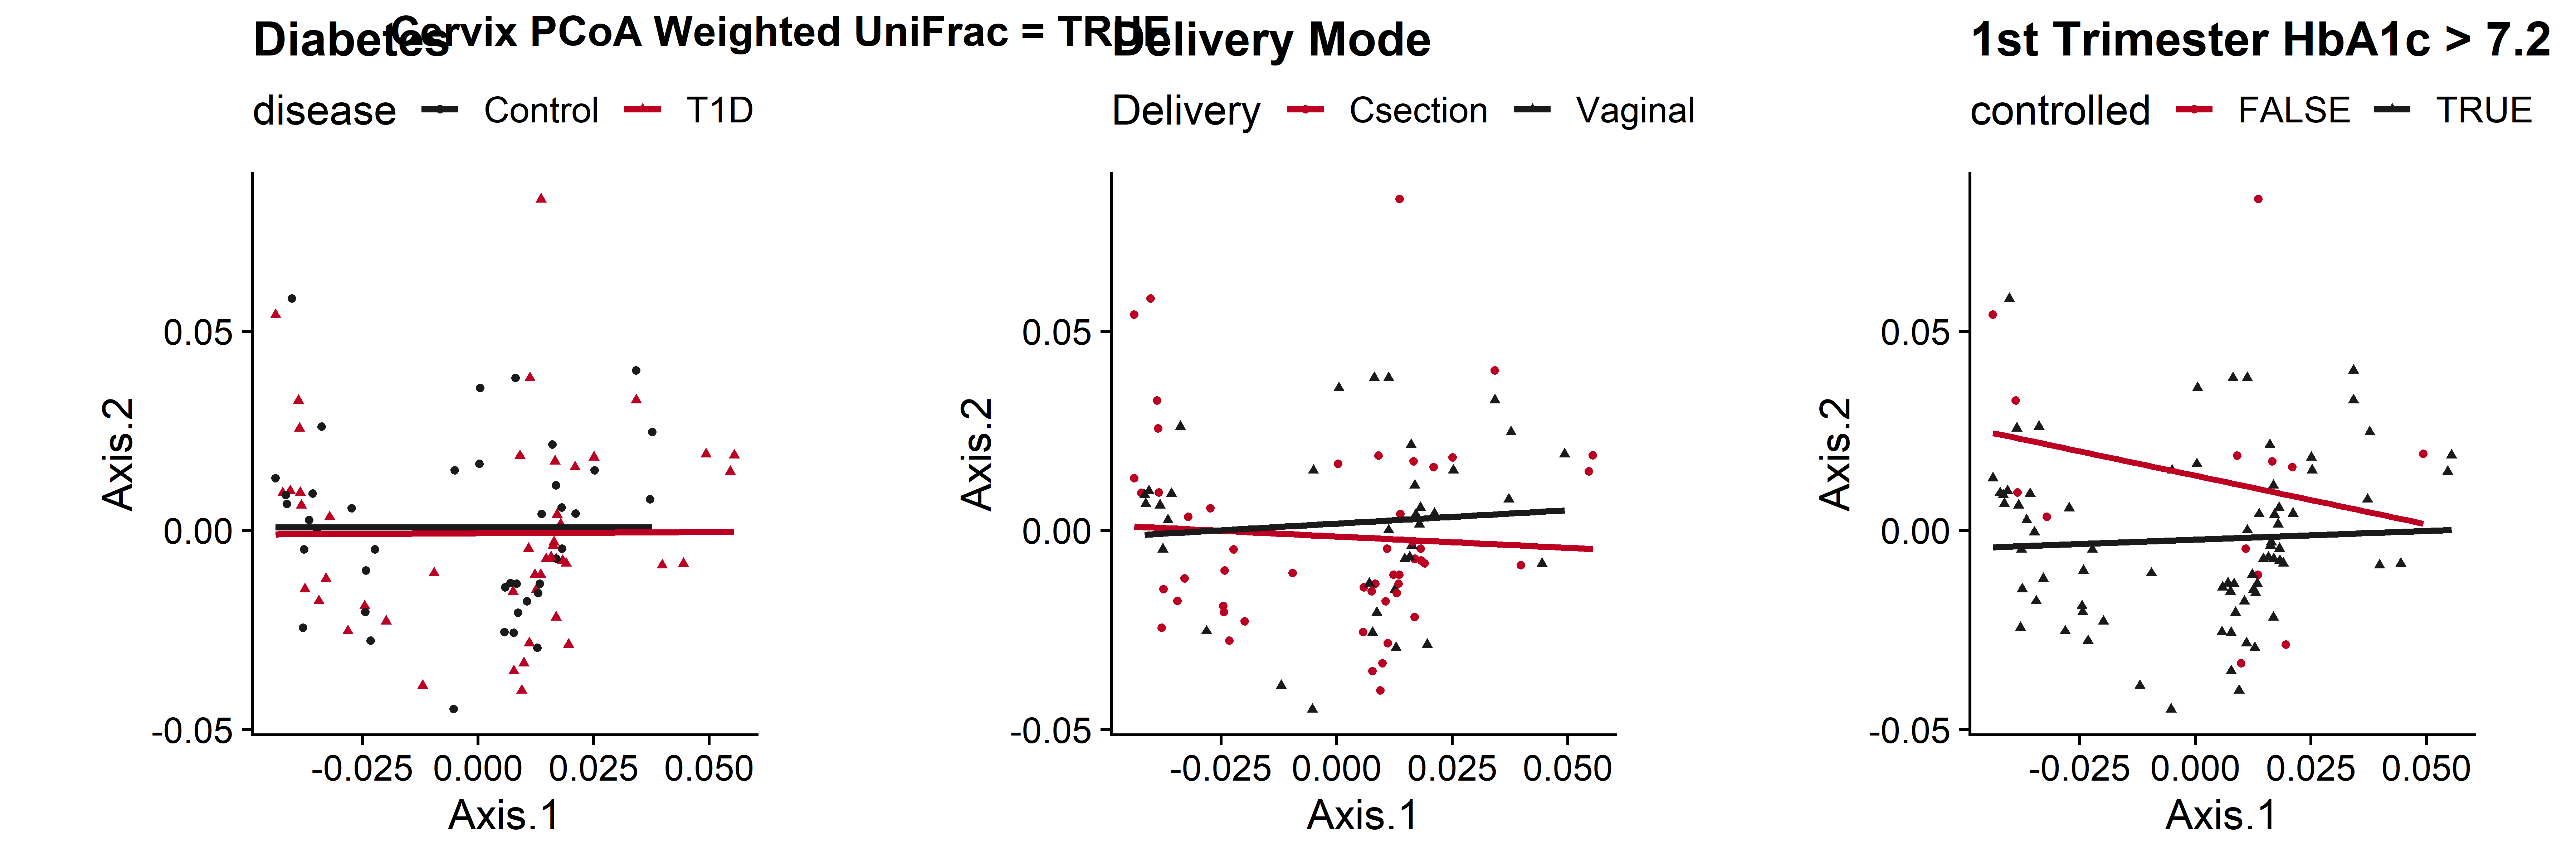 Cervix PCoA Weighted UniFrac = TRUE
Diabetes
disease Control T1D
Axis.2
0.05
0.00
-0.05
-0.025 0.000 0.025 0.050
Axis.1
Delivery Mode
Delivery Csection Vaginal
Axis.2
0.05
0.00
-0.05
-0.025 0.000 0.025 0.050
Axis.1
1st Trimester HbA1c > 7.2
controlled FALSE TRUE
Axis.2
0.05
0.00
-0.05
-0.025 0.000 0.025 0.050
Axis.1